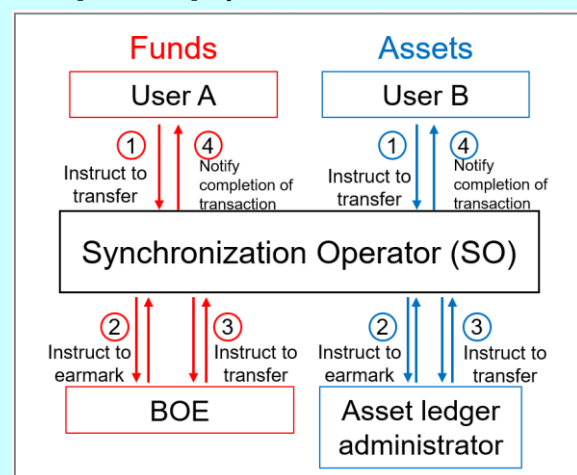 Funds
Assets
User A
User B
1
4
1
4
Instruct to
transfer
Notify
completion of
transaction
Instruct to
transfer
Notify
completion of
transaction
Synchronization Operator (SO)
2
3
2
3
Instruct to
earmark
Instruct to
transfer
Instruct to
earmark
Instruct to
transfer
BOE
Asset ledger
administrator